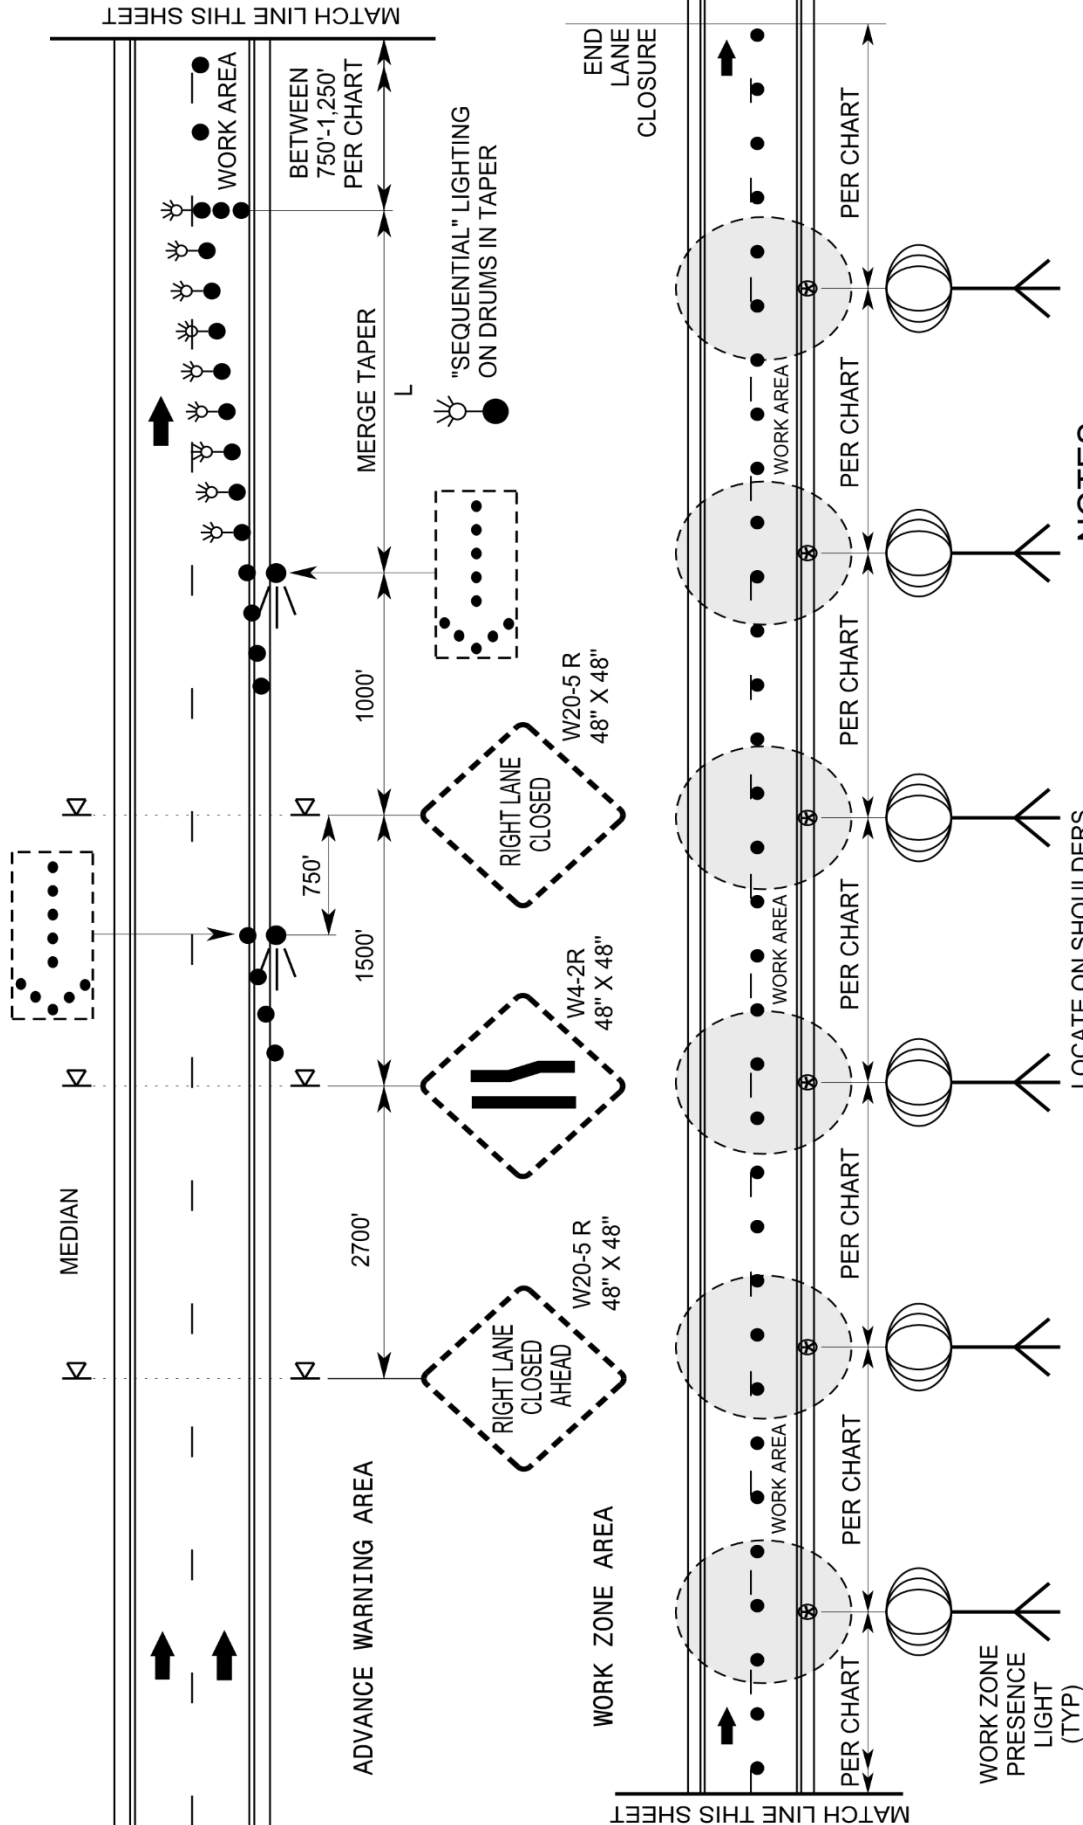 MATCH LINE THIS SHEET
WORK AREA
BETWEEN
750'-1,250'
PER CHART
MERGE TAPER
L
"SEQUENTIAL" LIGHTING
ON DRUMS IN TAPER
1000'
750'
1500'
2700'
MEDIAN
RIGHT LANE
CLOSED
W20-5 R
48" X 48"
W4-2R
48" X 48"
RIGHT LANE
CLOSED
AHEAD
W20-5 R
48" X 48"
ADVANCE WARNING AREA
WORK ZONE AREA
END
LANE
CLOSURE
WORK AREA
WORK AREA
WORK AREA
PER CHART
PER CHART
PER CHART
PER CHART
PER CHART
PER CHART
PER CHART
MATCH LINE THIS SHEET
WORK ZONE
PRESENCE
LIGHT
(TYP)
LOCATE ON SHOULDERS
NOTES